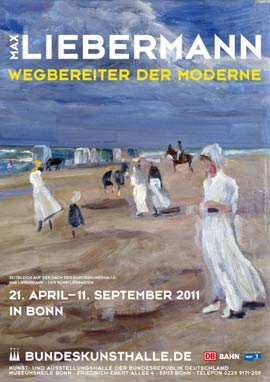 MAX LIEBERMANN
WEGBEREITER DER MODERNE
ZEITGLEICH AUF DEM DACH DER BUNDESKUNSTHALLE:
MAX LIEBERMANN – DER KÜNSTLERGARTEN
21. APRIL–11. SEPTEMBER 2011
IN BONN
BUNDESKUNSTHALLE.DE
DB BAHN
WDR 3
KUNST- UND AUSSTELLUNGSHALLE DER BUNDESREPUBLIK DEUTSCHLAND
MUSEUMSMEILE BONN · FRIEDRICH-EBERT-ALLEE 4 · 53113 BONN · TELEFON 0228 9171-200